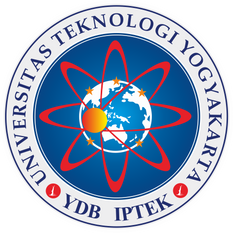 UNIVERSITAS TEKNOLOGI YOGYAKARTA
YDB IPTEK